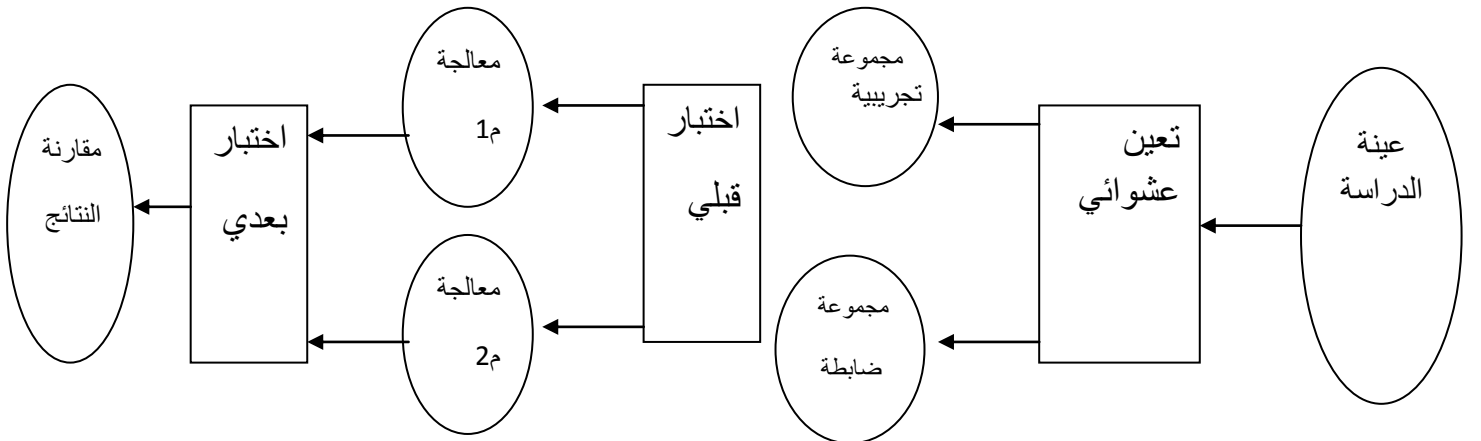 عينة
الدراسة
تعين
عشوائي
مجموعة
تجريبية
مجموعة
ضابطة
اختبار
قبلي
معالجة
م1
معالجة
م2
اختبار
بعدي
مقارنة
النتائج